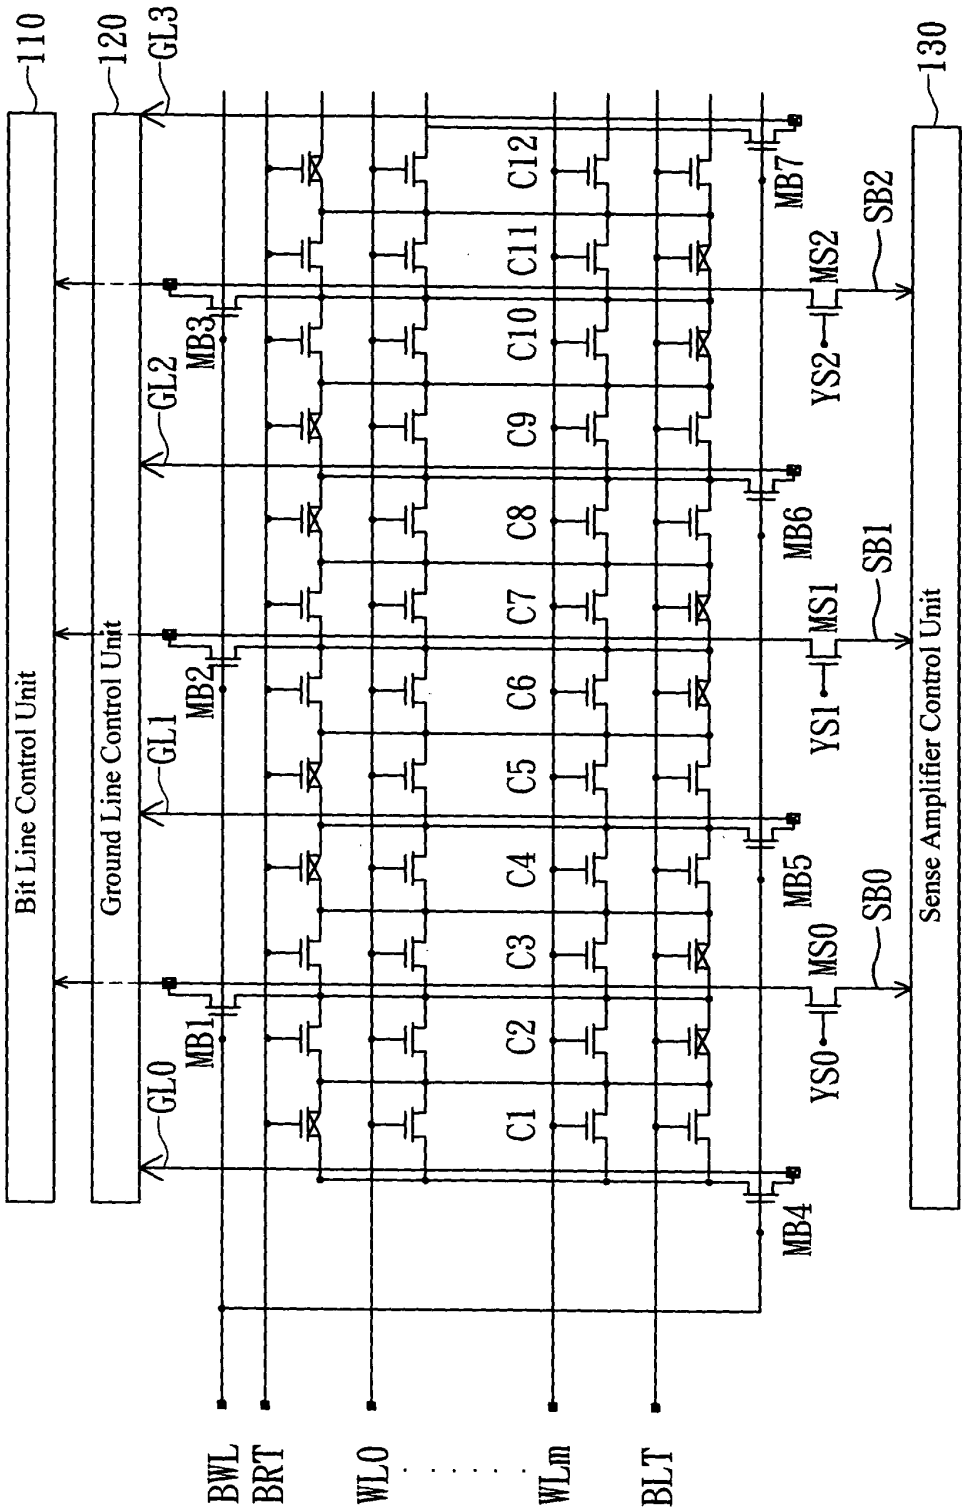 110
Bit Line Control Unit
120
Ground Line Control Unit
GL0
GL1
GL2
GL3
MB1
MB2
MB3
BWL
BRT
WL0
........
WLm
BLT
C1
C2
C3
C4
C5
C6
C7
C8
C9
C10
C11
C12
MB4
MB5
MB6
MB7
YS0
MS0
SB0
YS1
MS1
SB1
YS2
MS2
SB2
Sense Amplifier Control Unit
130